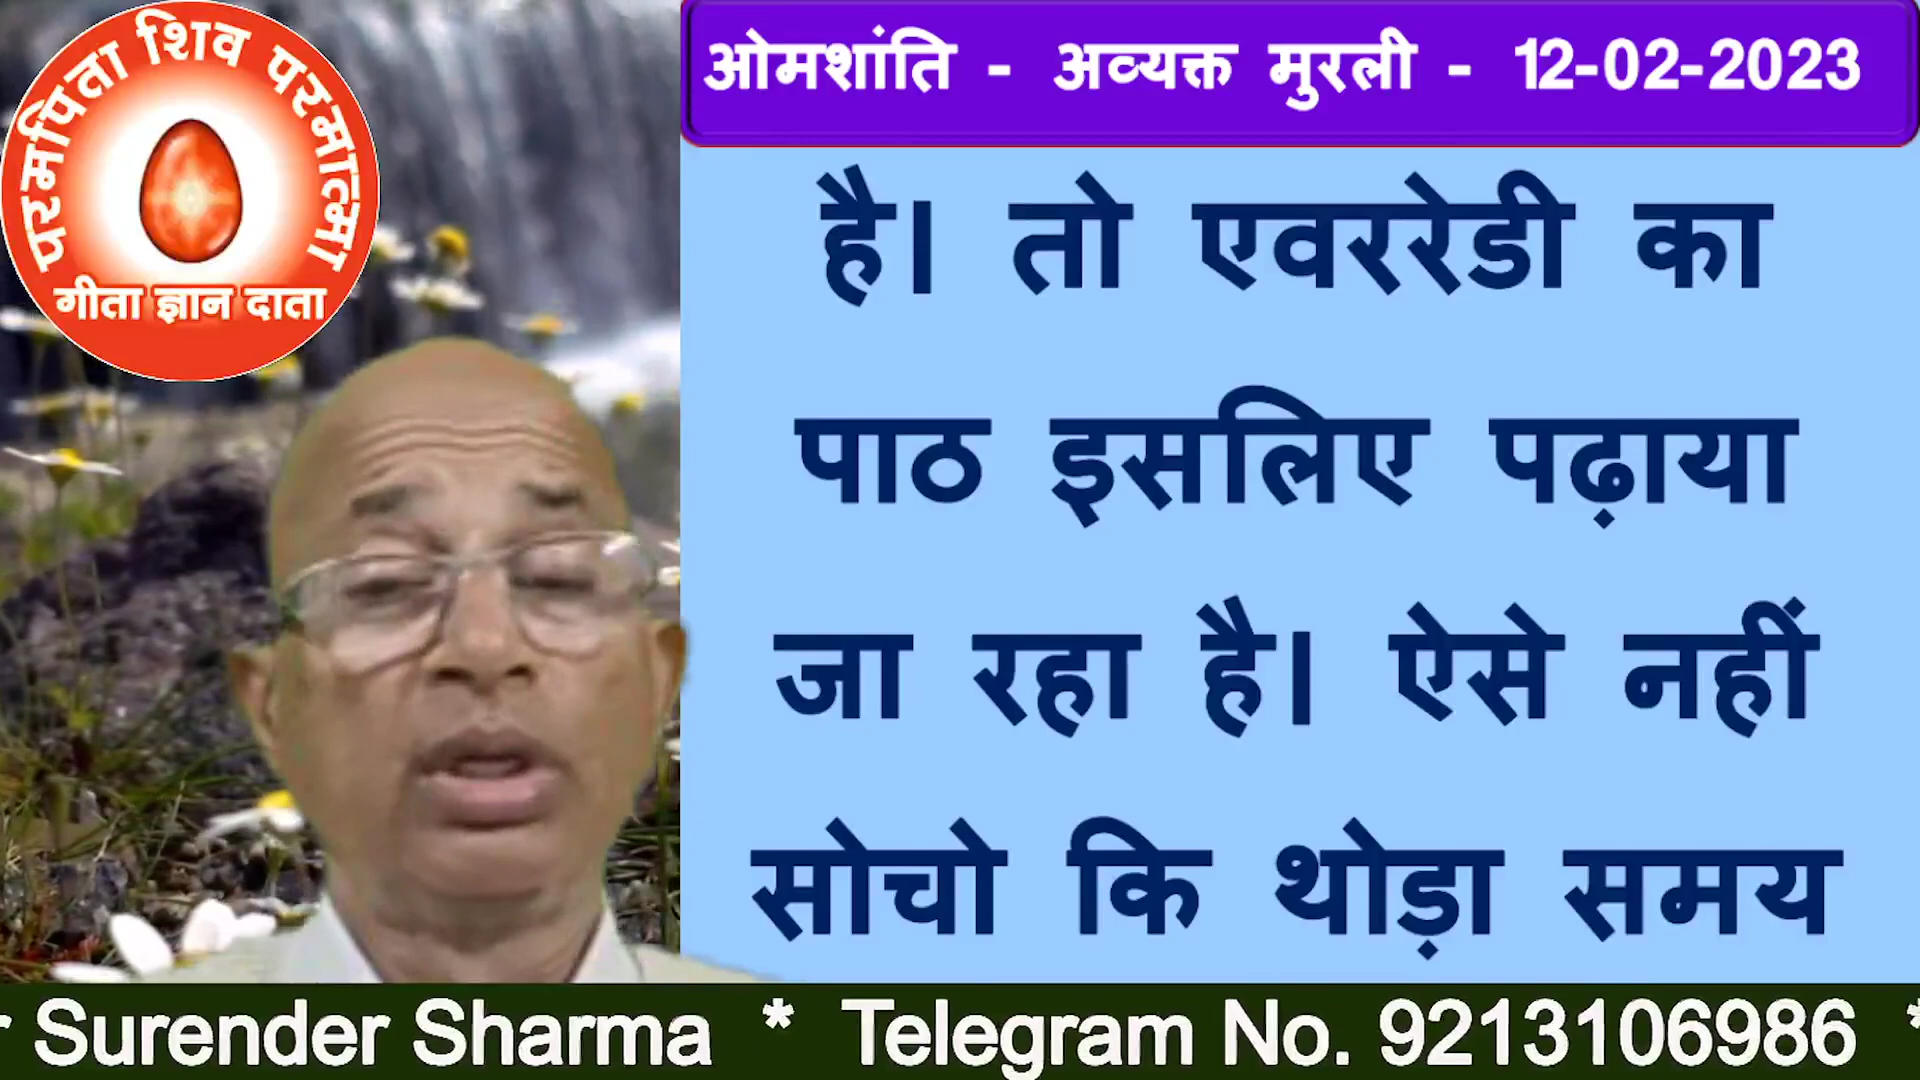 परमपिता शिव परमात्मा
गीता ज्ञान दाता
ओमशांति - अव्यक्त मुरली - 12-02-2023
है। तो एवररेडी का
पाठ इसलिए पढ़ाया
जा रहा है। ऐसे नहीं
सोचो कि थोड़ा समय
r Surender Sharma * Telegram No. 9213106986 *